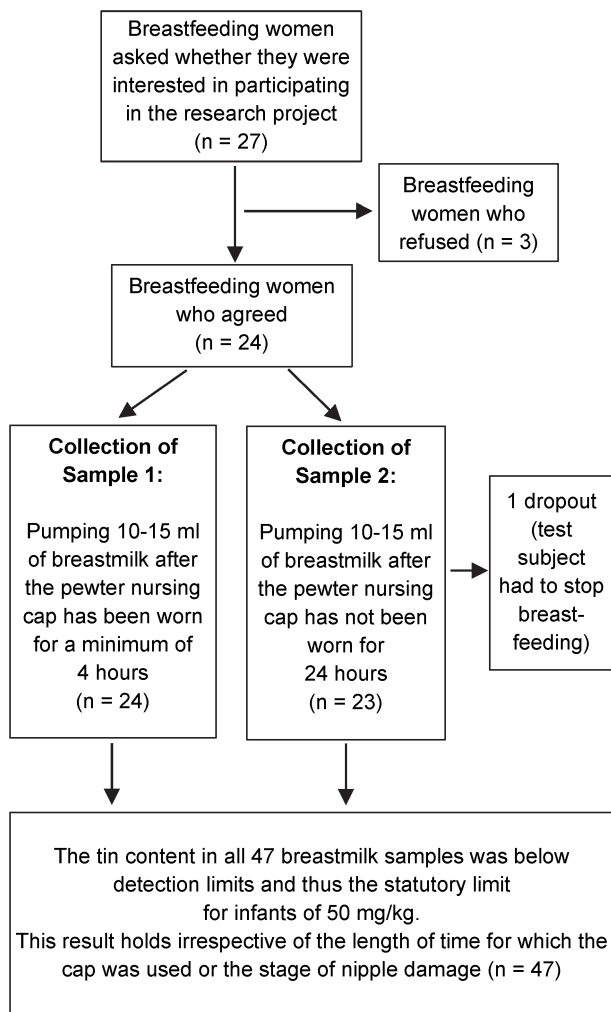 Breastfeeding women
asked whether they were
interested in participating
in the research project
(n = 27)
Breastfeeding
women who
refused (n = 3)
Breastfeeding women
who agreed
(n = 24)
Collection of
Sample 1:
Pumping 10-15 ml
of breastmilk after
the pewter nursing
cap has been worn
for a minimum of
4 hours
(n = 24)
Collection of
Sample 2:
Pumping 10-15 ml
of breastmilk after
the pewter nursing
cap has not been
worn for
24 hours
(n = 23)
1 dropout
(test
subject
had to stop
breast-
feeding)
The tin content in all 47 breastmilk samples was below
detection limits and thus the statutory limit
for infants of 50 mg/kg.
This result holds irrespective of the length of time for which the
cap was used or the stage of nipple damage (n = 47)